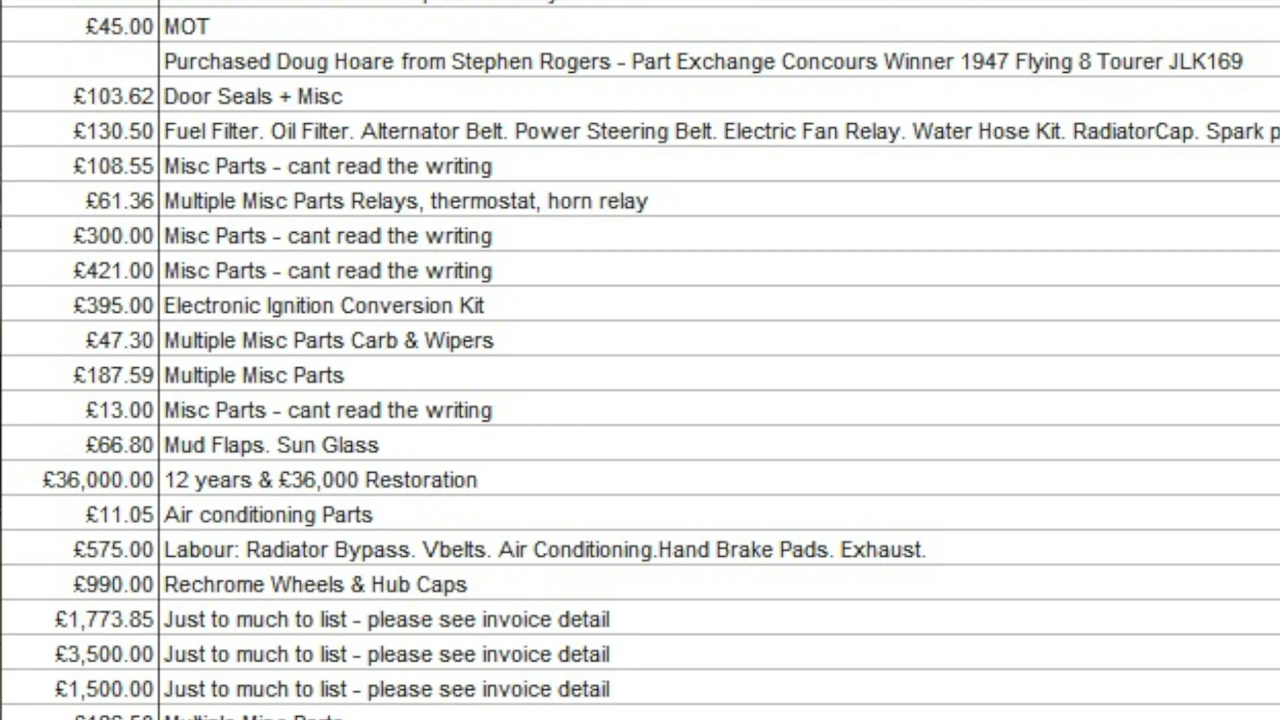 £45.00 MOT
Purchased Doug Hoare from Stephen Rogers - Part Exchange Concours Winner 1947 Flying 8 Tourer JLK169
£103.62 Door Seals + Misc
£130.50 Fuel Filter. Oil Filter. Alternator Belt. Power Steering Belt. Electric Fan Relay. Water Hose Kit. RadiatorCap. Spark
£108.55 Misc Parts - cant read the writing
£61.36 Multiple Misc Parts Relays, thermostat, horn relay
£300.00 Misc Parts - cant read the writing
£421.00 Misc Parts - cant read the writing
£395.00 Electronic Ignition Conversion Kit
£47.30 Multiple Misc Parts Carb & Wipers
£187.59 Multiple Misc Parts
£13.00 Misc Parts - cant read the writing
£66.80 Mud Flaps. Sun Glass
£36,000.00 12 years & £36,000 Restoration
£11.05 Air conditioning Parts
£575.00 Labour: Radiator Bypass. Vbelts. Air Conditioning.Hand Brake Pads. Exhaust.
£990.00 Rechrome Wheels & Hub Caps
£1,773.85 Just to much to list - please see invoice detail
£3,500.00 Just to much to list - please see invoice detail
£1,500.00 Just to much to list - please see invoice detail
Multiple Misc Parts